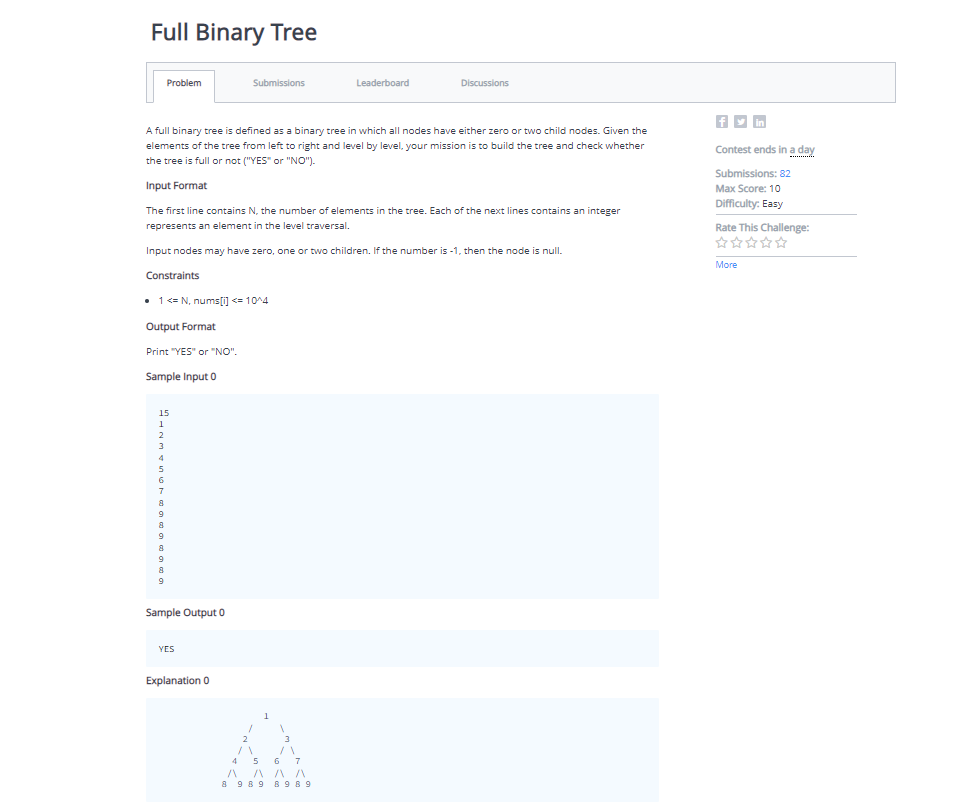 Full Binary Tree
Problem
Submissions
Leaderboard
Discussions
A full binary tree is defined as a binary tree in which all nodes have either zero or two child nodes. Given the
elements of the tree from left to right and level by level, your mission is to build the tree and check whether
the tree is full or not ("YES" or "NO").
Input Format
The first line contains N, the number of elements in the tree. Each of the next lines contains an integer
represents an element in the level traversal.
Input nodes may have zero, one or two children. If the number is -1, then the node is null.
Constraints
• 1 <= N, nums[i] <= 10^4
Output Format
Print "YES" or "NO".
Sample Input 0
15
1
2
3
4
5
6
7
8
9
8
9
8
9
8
9
Sample Output 0
YES
Explanation 0
1
/ \
2 3
/ \ / \
4 5 6 7
/\ /\ /\ /\
8 9 8 9 8 9 8 9
Contest ends in a day
Submissions: 82
Max Score: 10
Difficulty: Easy
Rate This Challenge:
More